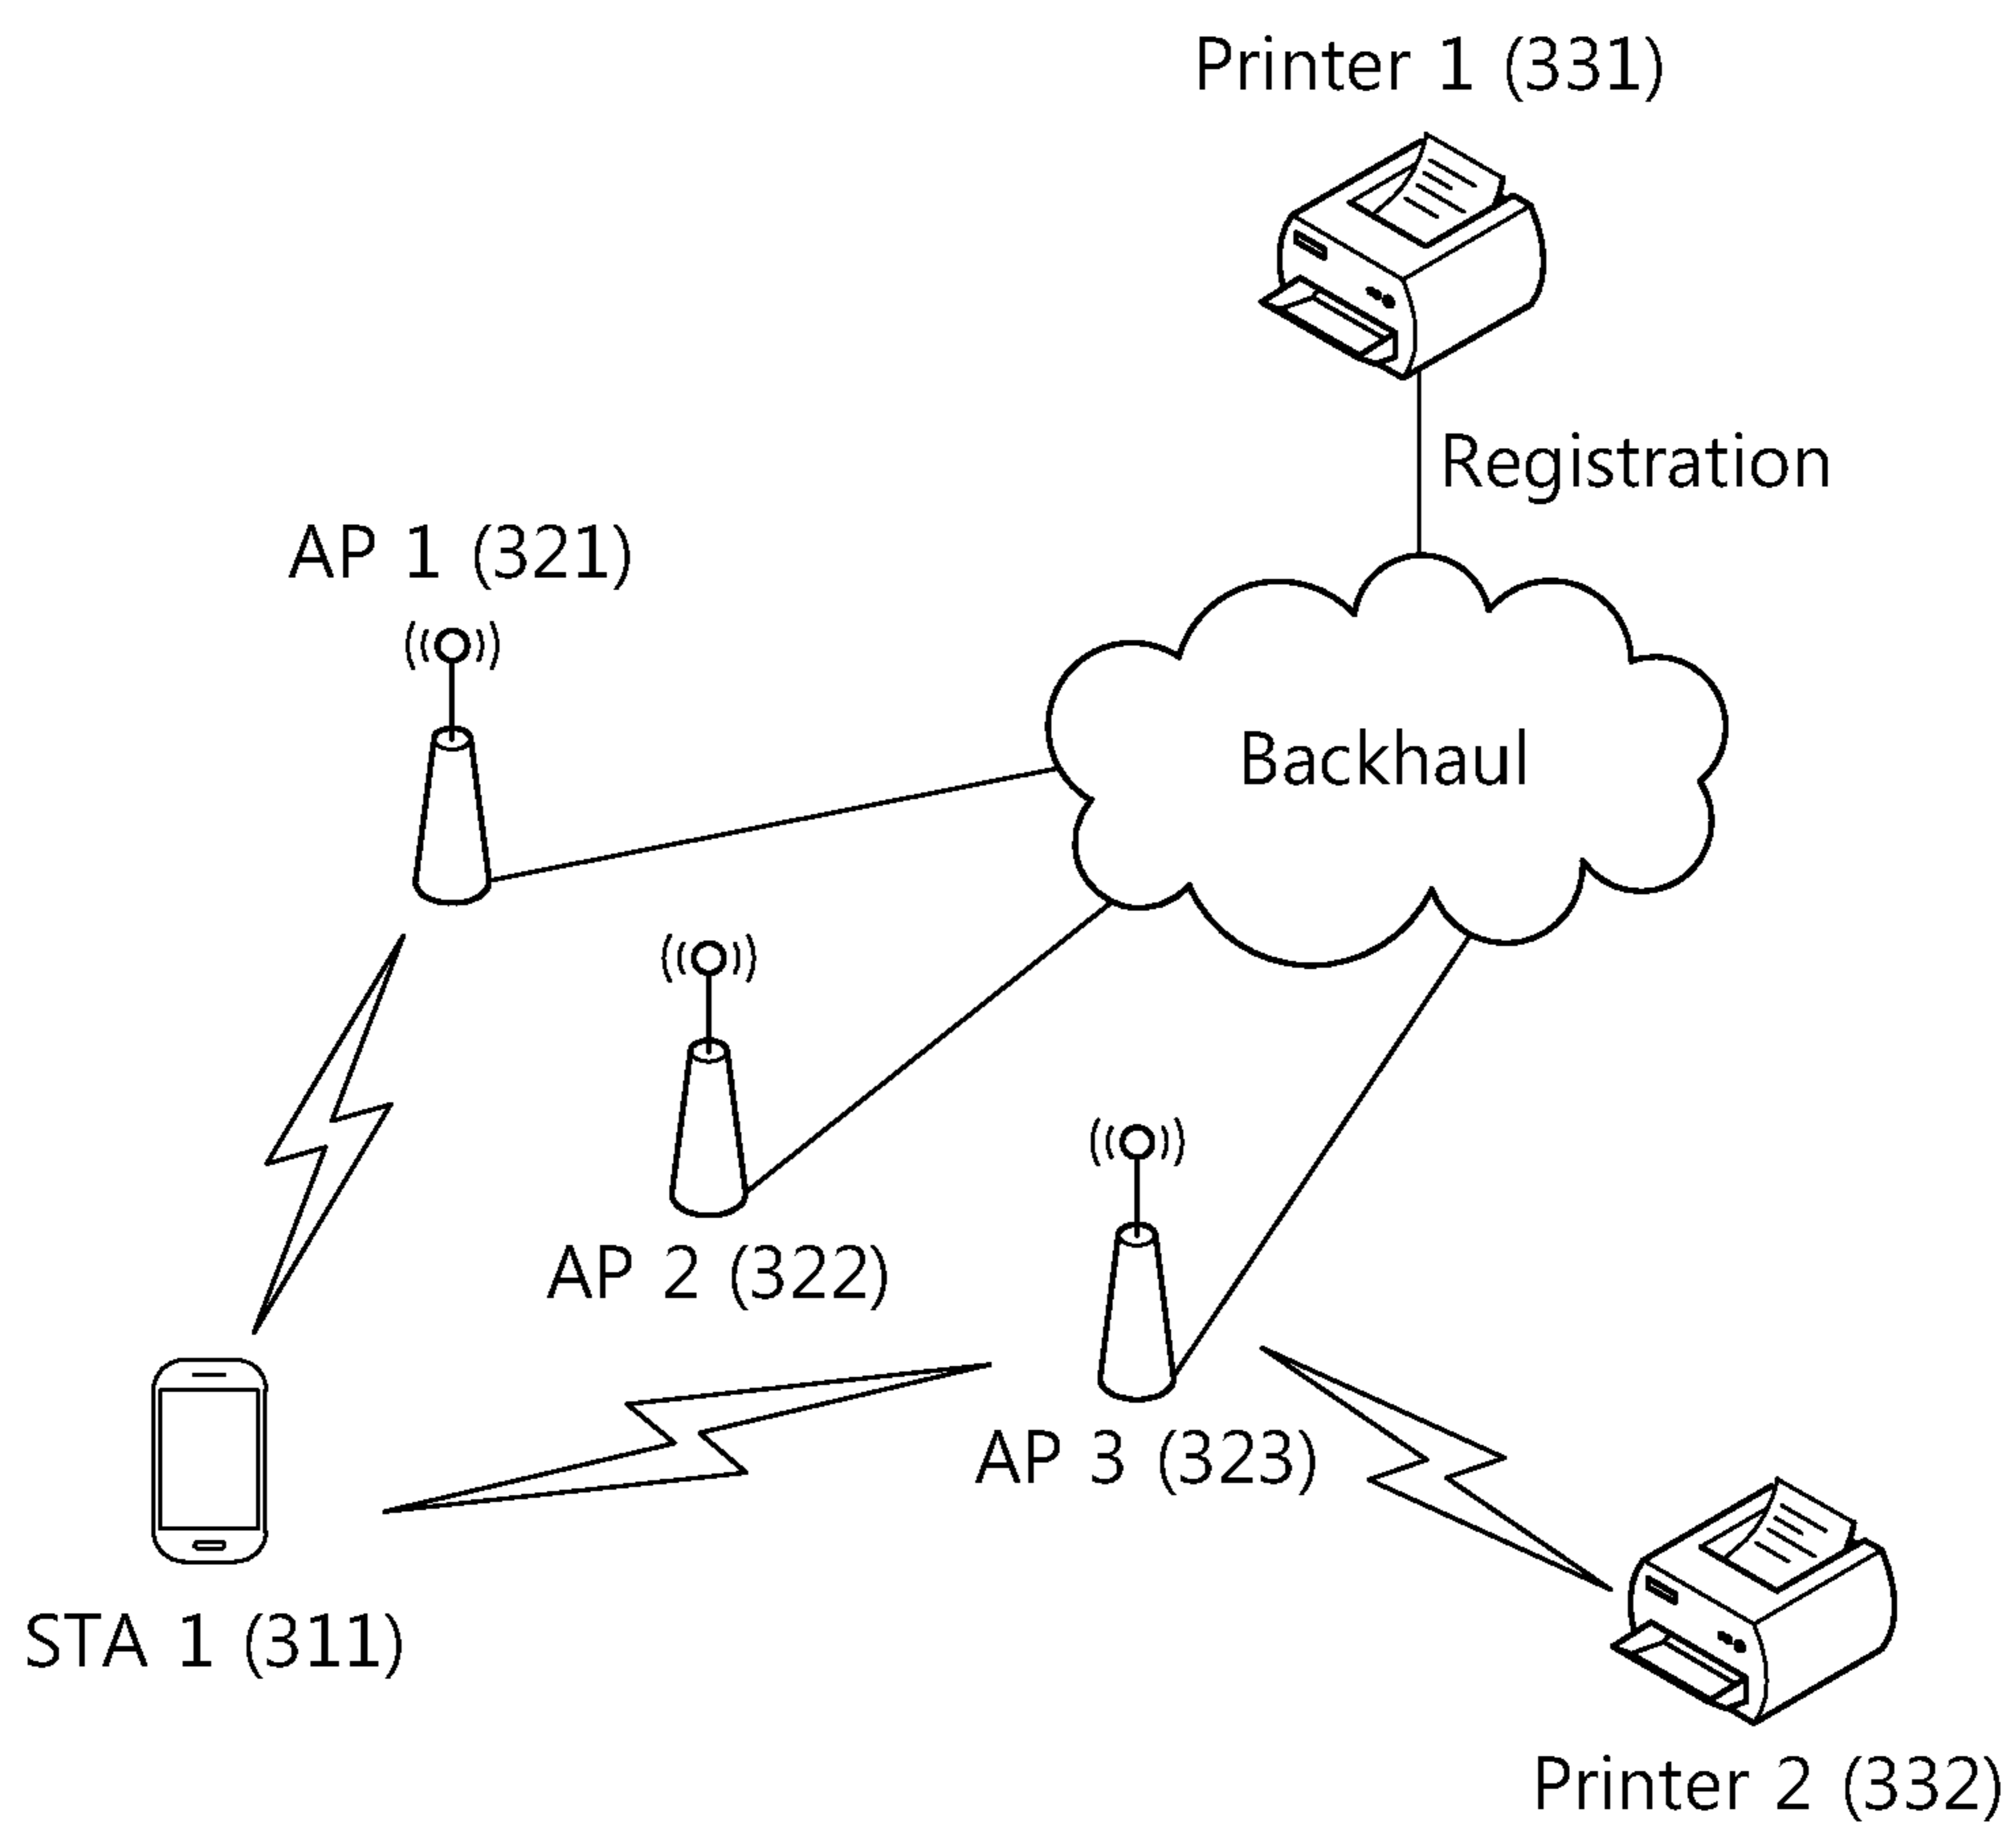 Printer 1 (331)
Registration
AP 1 (321)
Backhaul
AP 2 (322)
AP 3 (323)
STA 1 (311)
Printer 2 (332)